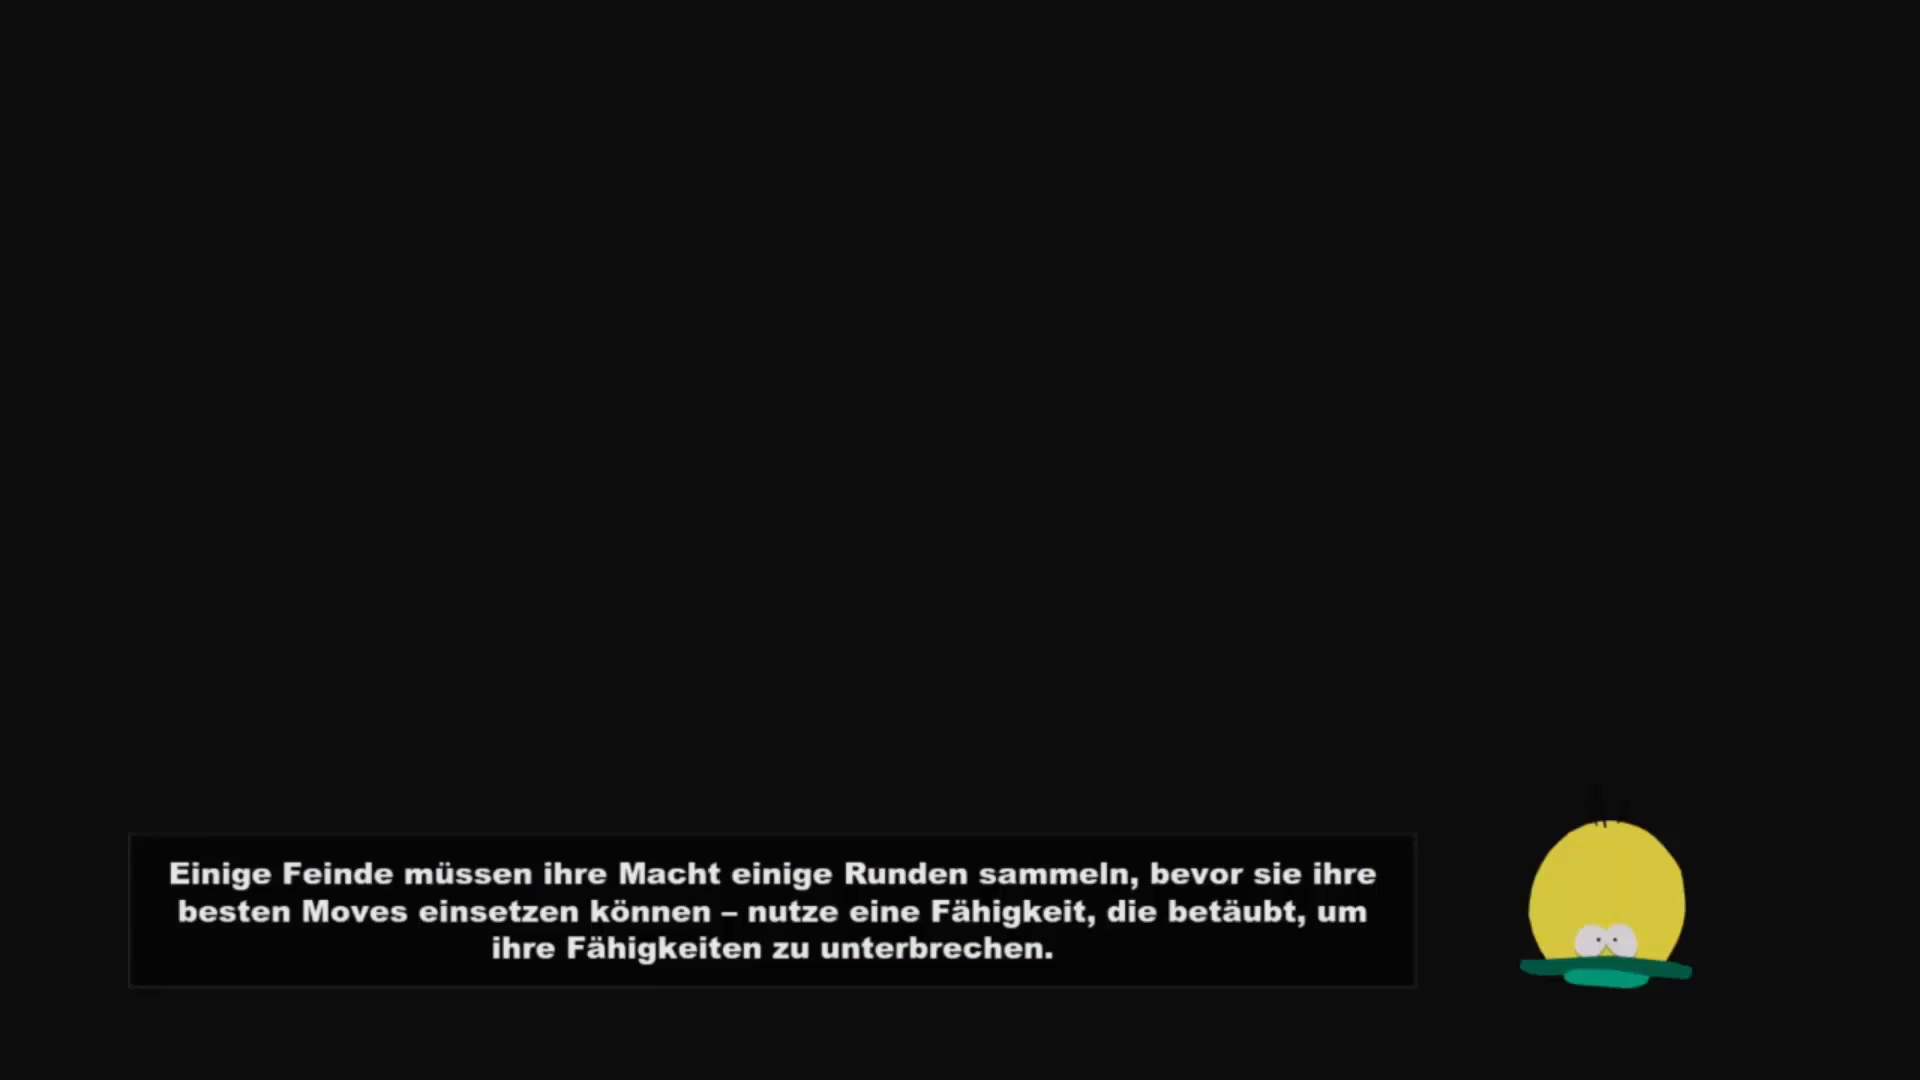 Einige Feinde müssen ihre Macht einige Runden sammeln, bevor sie ihre
besten Moves einsetzen können – nutze eine Fähigkeit, die betäubt, um
ihre Fähigkeiten zu unterbrechen.